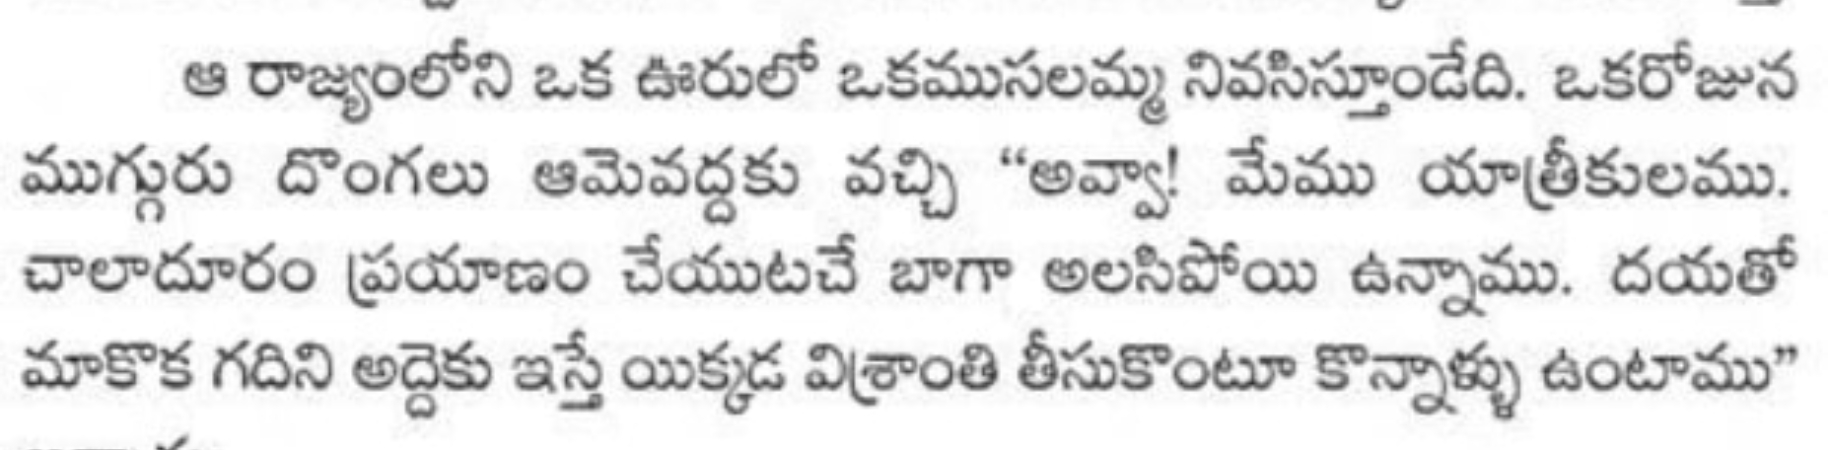 ఆ రాజ్యంలోని ఒక ఊరులో ఒకముసలమ్మ నివసిస్తూండేది. ఒకరోజున
ముగ్గురు దొంగలు ఆమెవద్దకు వచ్చి “అవ్వా! మేము యాత్రీకులము.
చాలాదూరం ప్రయాణం చేయుటచే బాగా అలసిపోయి ఉన్నాము. దయతో
మాకొక గదిని అద్దెకు ఇస్తే యిక్కడ విశ్రాంతి తీసుకొంటూ కొన్నాళ్ళు ఉంటాము”